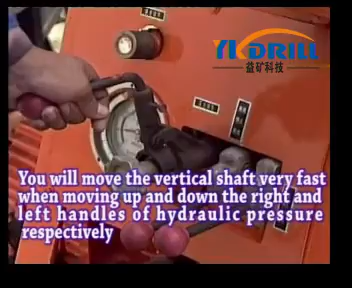 YKDRILL
益矿科技
You will move the vertical shaft very fast
when moving up and down the right and
left handles of hydraulic pressure
respectively